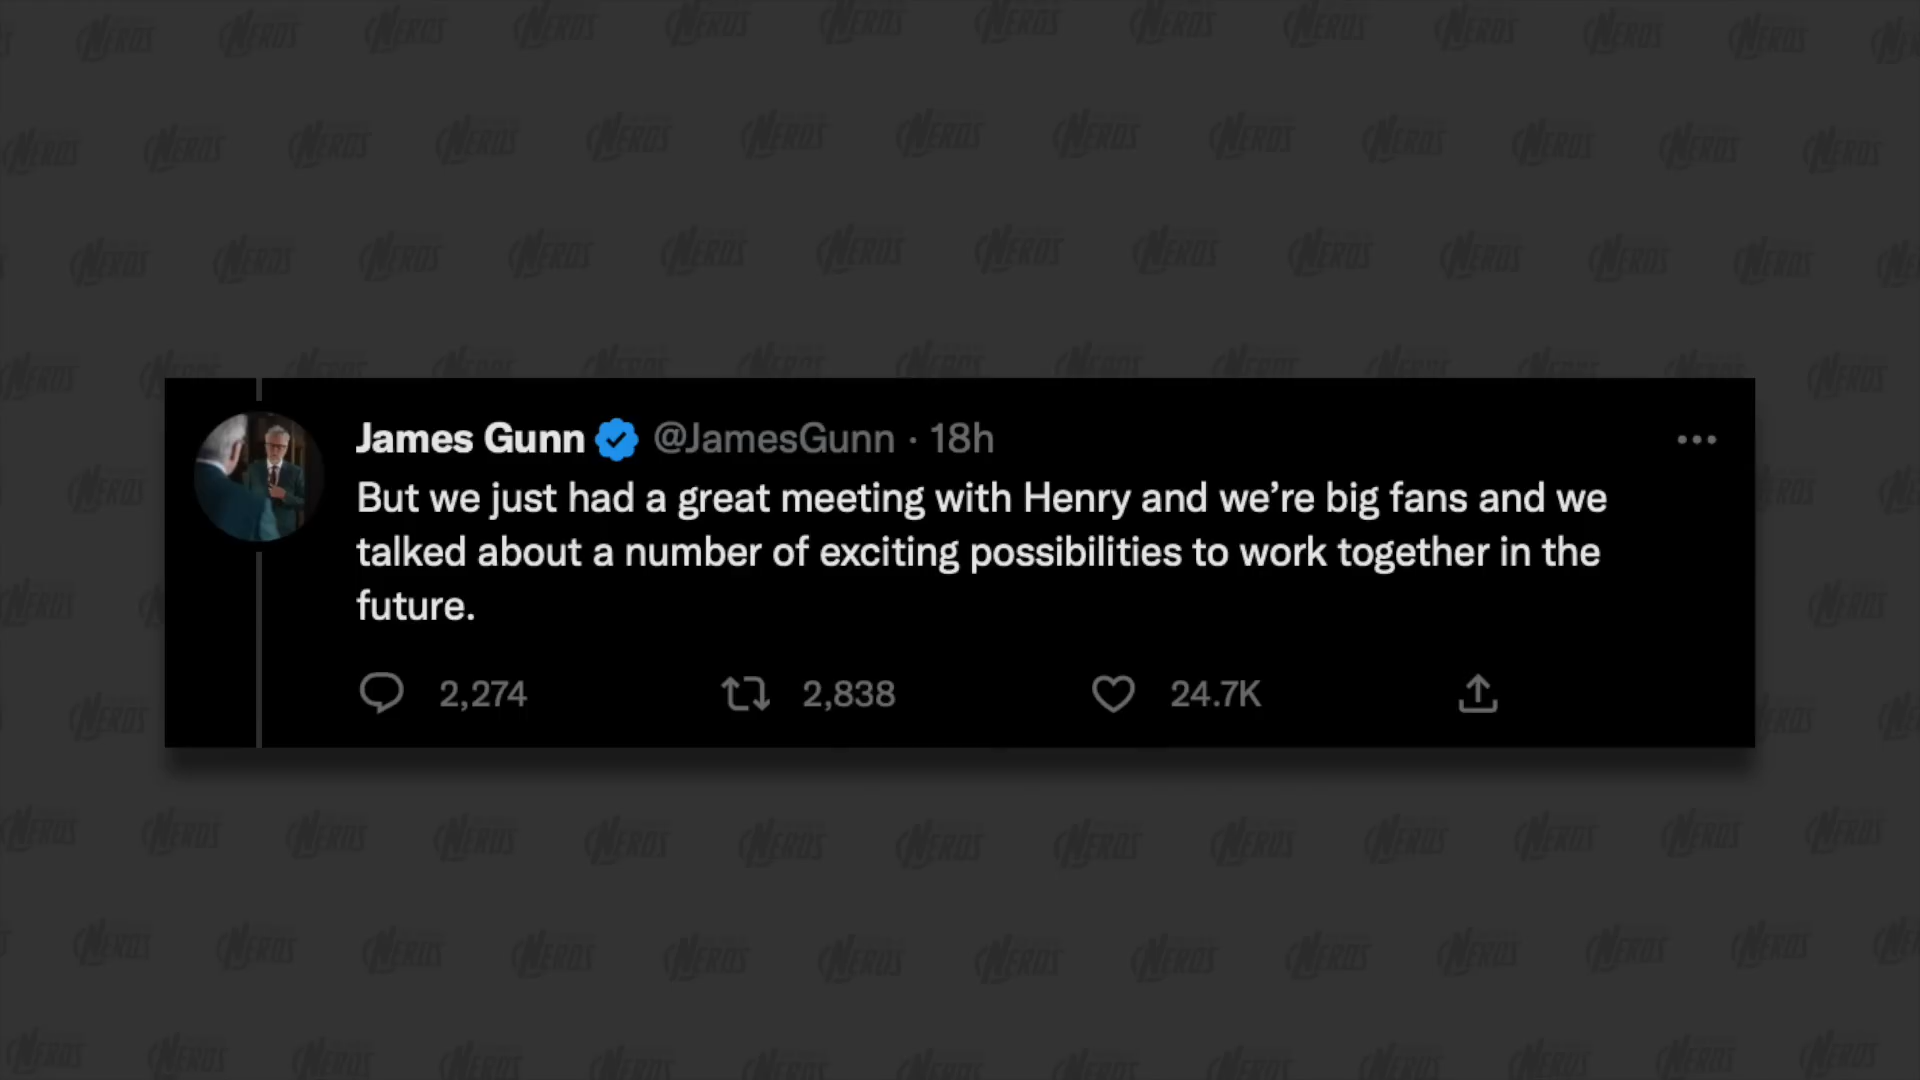 James Gunn @JamesGunn · 18h
But we just had a great meeting with Henry and we’re big fans and we
talked about a number of exciting possibilities to work together in the
future.
2,274 2,838 24.7K